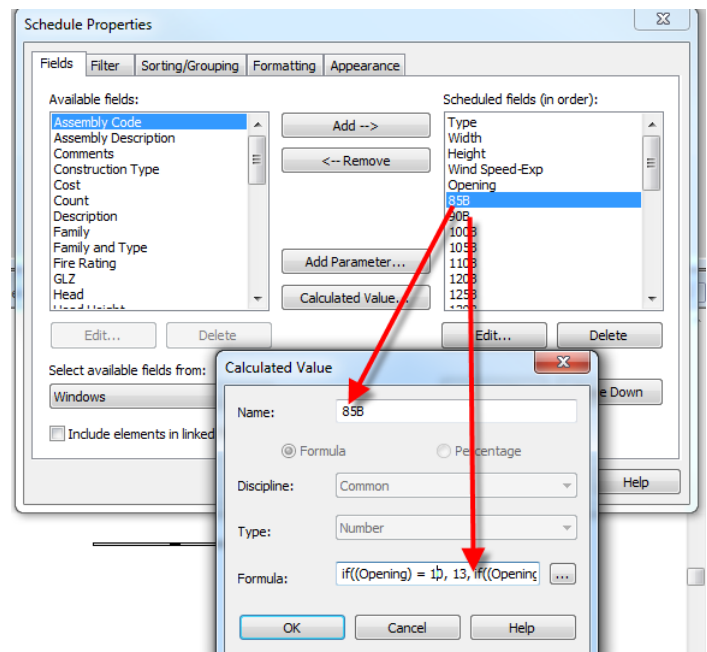 Schedule Properties
Fields Filter Sorting/Grouping Formatting Appearance
Available fields:
Assembly Code
Assembly Description
Comments
Construction Type
Cost
Count
Description
Family
Family and Type
Fire Rating
GLZ
Head
Add -->
<-- Remove
Add Parameter...
Calculated Value...
Scheduled fields (in order):
Type
Width
Height
Wind Speed-Exp
Opening
85B
90B
100B
105B
110B
120B
125B
Edit... Delete
Edit... Delete
Select available fields from:
Windows
e Down
Include elements in linked
Help
Calculated Value
Name: 85B
Formula Percentage
Discipline: Common
Type: Number
Formula: if((Opening) = 10, 13, if((Opening ...
OK Cancel Help